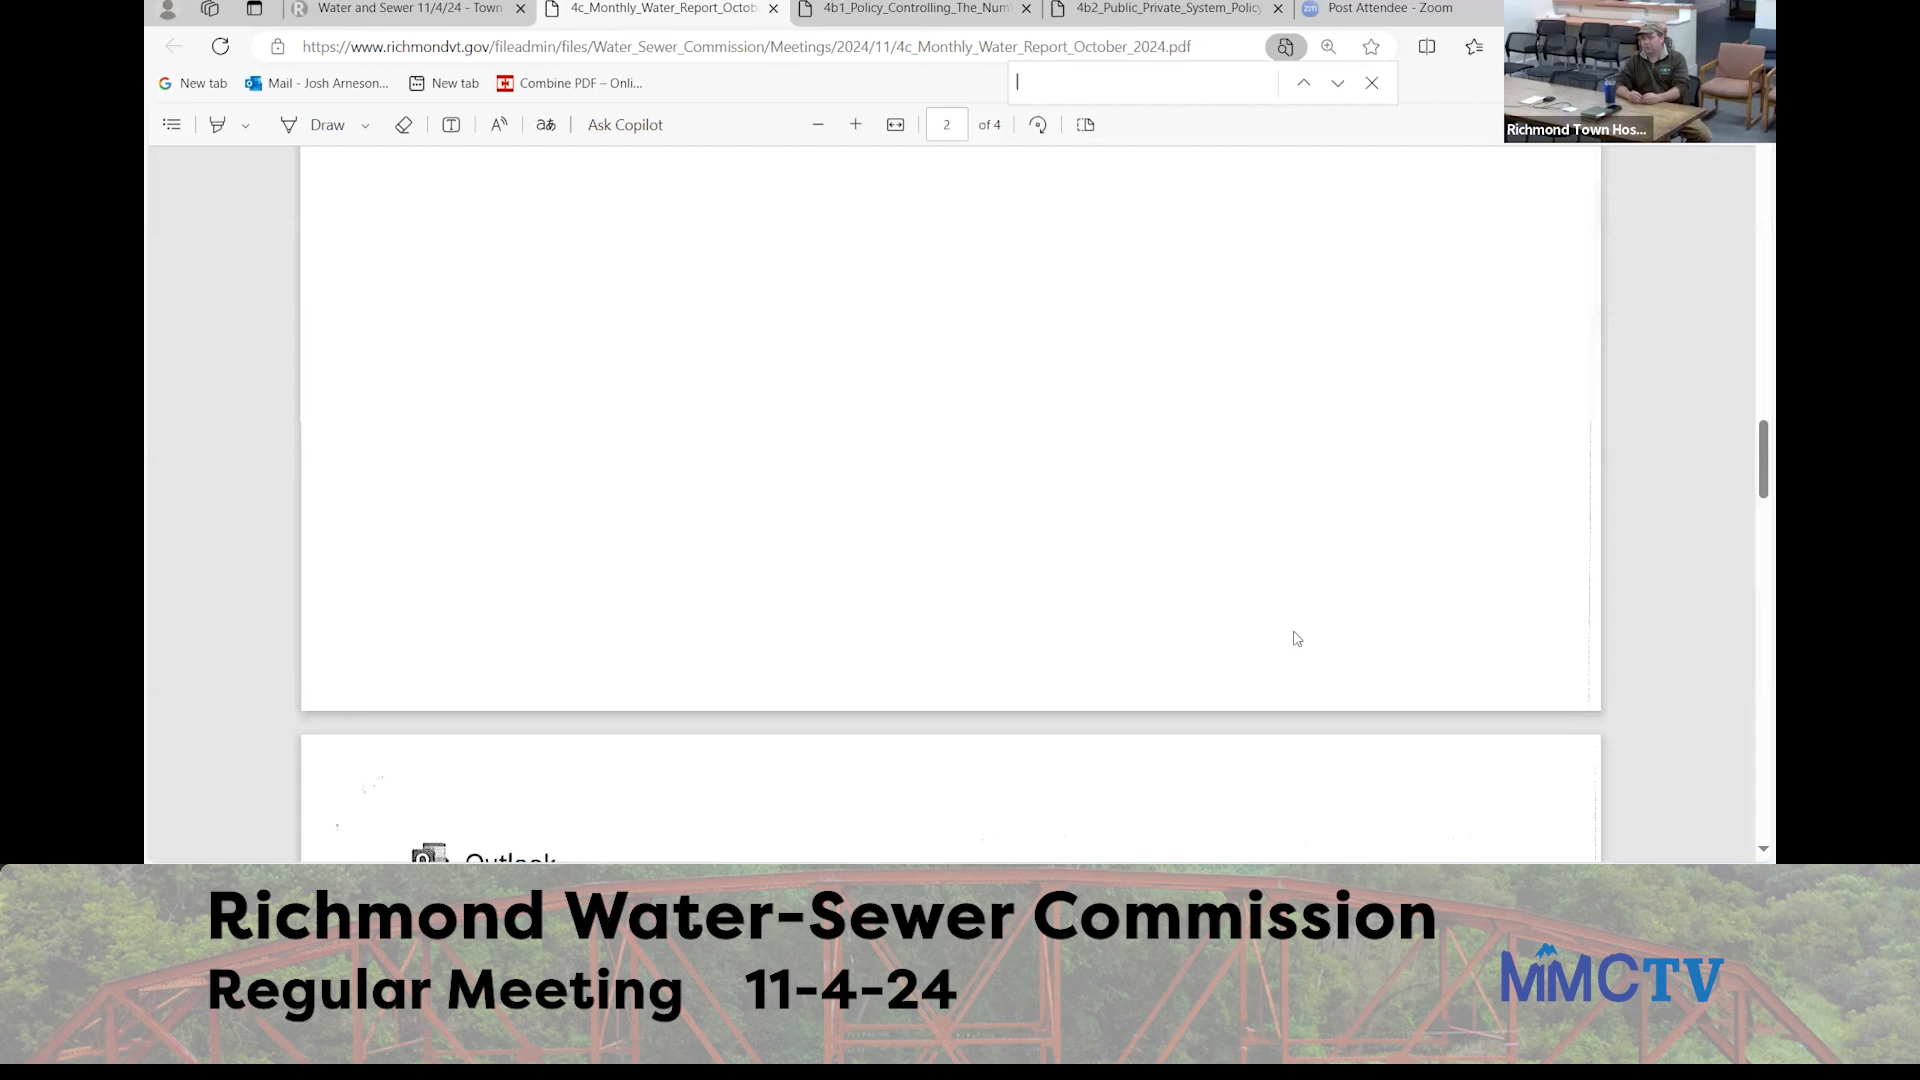 Water and Sewer 11/4/24 - Town
4c_Monthly_Water_Report_Octob
4b1_Policy_Controlling_The_Num
4b2_Public_Private_System_Policy
zm Post Attendee - Zoom
https://www.richmondvt.gov/fileadmin/files/Water_Sewer_Commission/Meetings/2024/11/4c_Monthly_Water_Report_October_2024.pdf
New tab
Mail - Josh Arneson...
New tab
Combine PDF – Onli...
Draw
Ask Copilot
2 of 4
Richmond Town Hos...
Outlook
Richmond Water-Sewer Commission
Regular Meeting 11-4-24
MMCTV